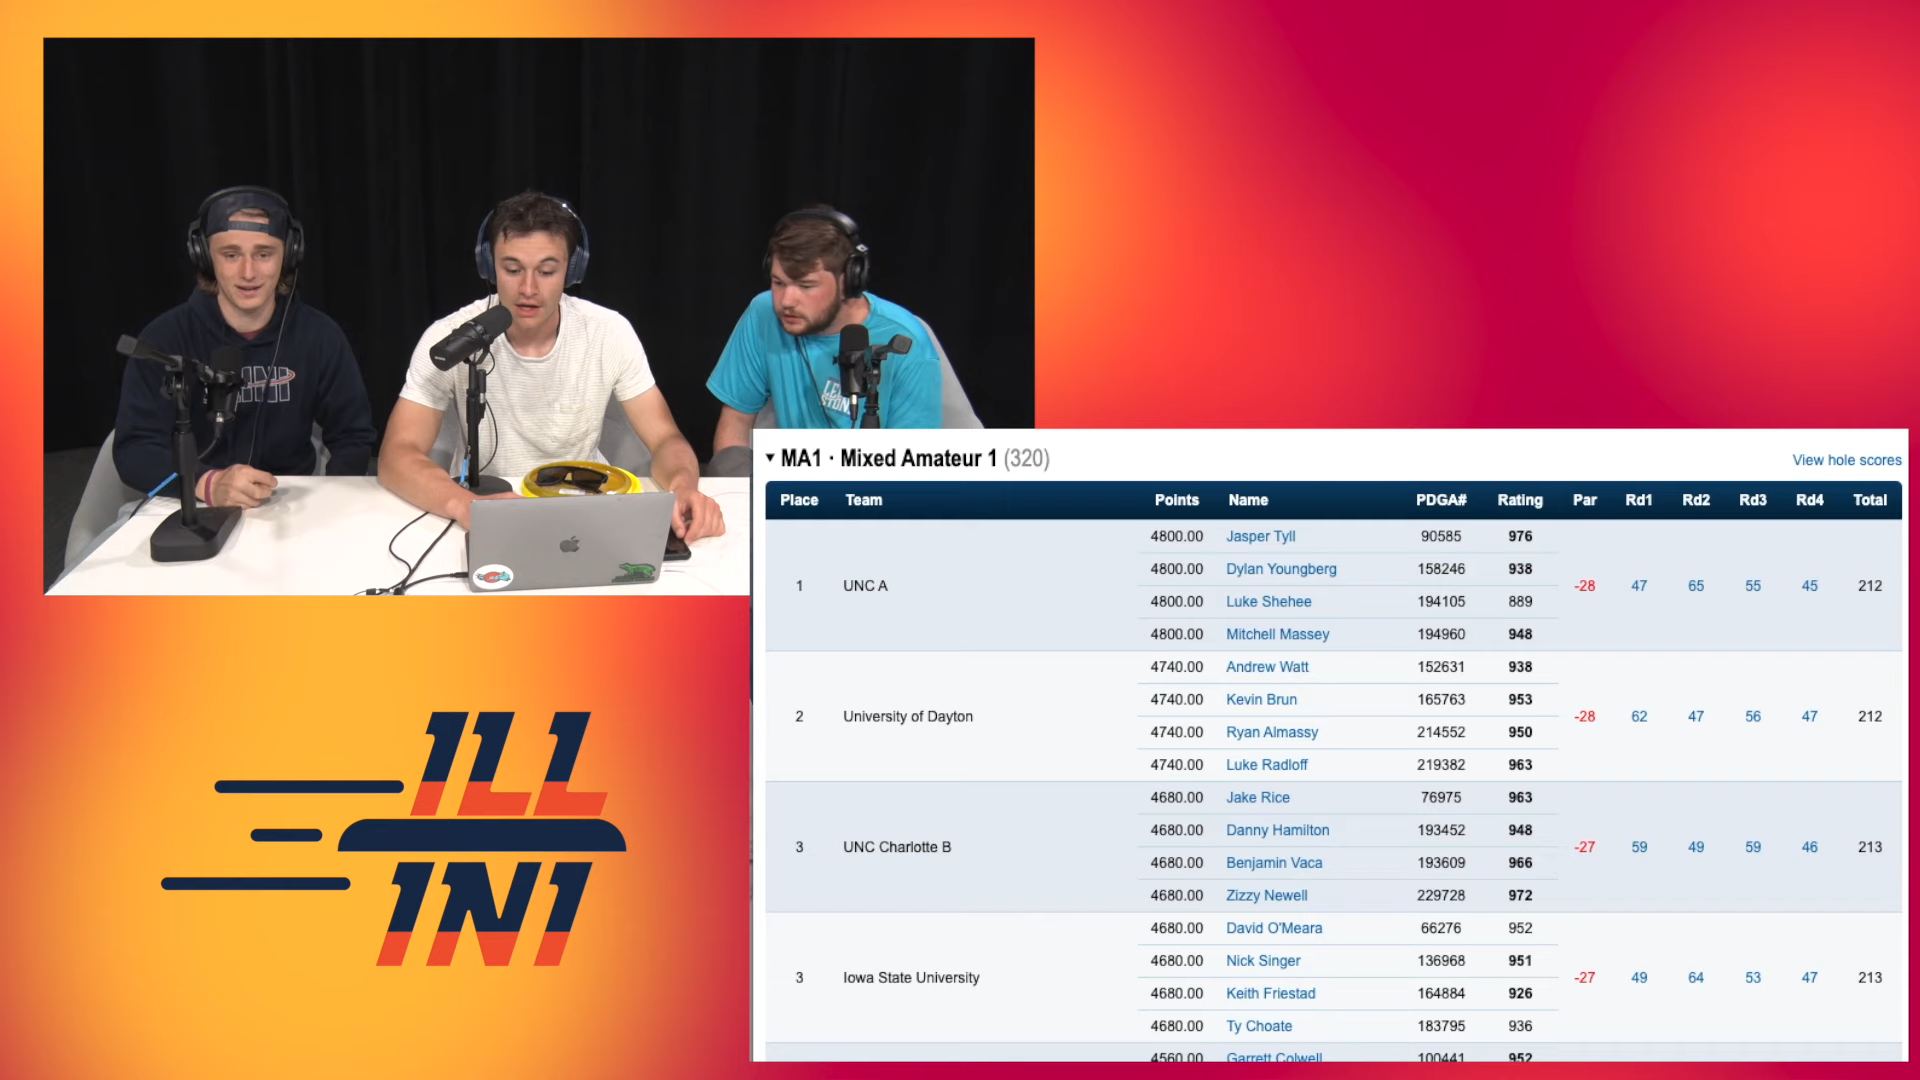 ▾ MA1 · Mixed Amateur 1 (320)
View hole scores
Place Team Points Name PDGA# Rating Par Rd1 Rd2 Rd3 Rd4 Total
4800.00 Jasper Tyll 90585 976
4800.00 Dylan Youngberg 158246 938
1 UNC A -28 47 65 55 45 212
4800.00 Luke Shehee 194105 889
4800.00 Mitchell Massey 194960 948
4740.00 Andrew Watt 152631 938
4740.00 Kevin Brun 165763 953
2 University of Dayton -28 62 47 56 47 212
4740.00 Ryan Almassy 214552 950
4740.00 Luke Radloff 219382 963
4680.00 Jake Rice 76975 963
4680.00 Danny Hamilton 193452 948
3 UNC Charlotte B -27 59 49 59 46 213
4680.00 Benjamin Vaca 193609 966
4680.00 Zizzy Newell 229728 972
4680.00 David O'Meara 66276 952
4680.00 Nick Singer 136968 951
3 Iowa State University -27 49 64 53 47 213
4680.00 Keith Friestad 164884 926
4680.00 Ty Choate 183795 936
4560.00 Garrett Colwell 100441 952
ILL
INI